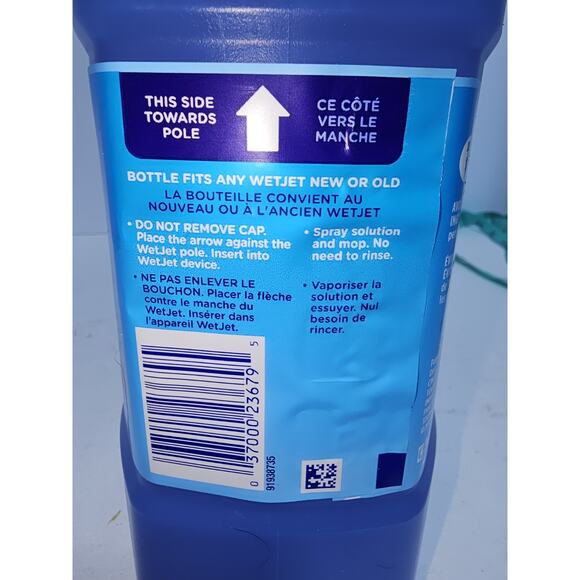 THIS SIDE
TOWARDS
POLE
CE CÔTÉ
VERS LE
MANCHE
BOTTLE FITS ANY WETJET NEW OR OLD
LA BOUTEILLE CONVIENT AU
NOUVEAU OU À L'ANCIEN WETJET
• DO NOT REMOVE CAP.
Place the arrow against the
WetJet pole. Insert into
WetJet device.
• Spray solution
and mop. No
need to rinse.
• NE PAS ENLEVER LE
BOUCHON. Placer la flèche
contre le manche du
WetJet. Insérer dans
l'appareil WetJet.
• Vaporiser la
solution et
essuyer. Nul
besoin de
rincer.
0 37000 23679 5
91938735